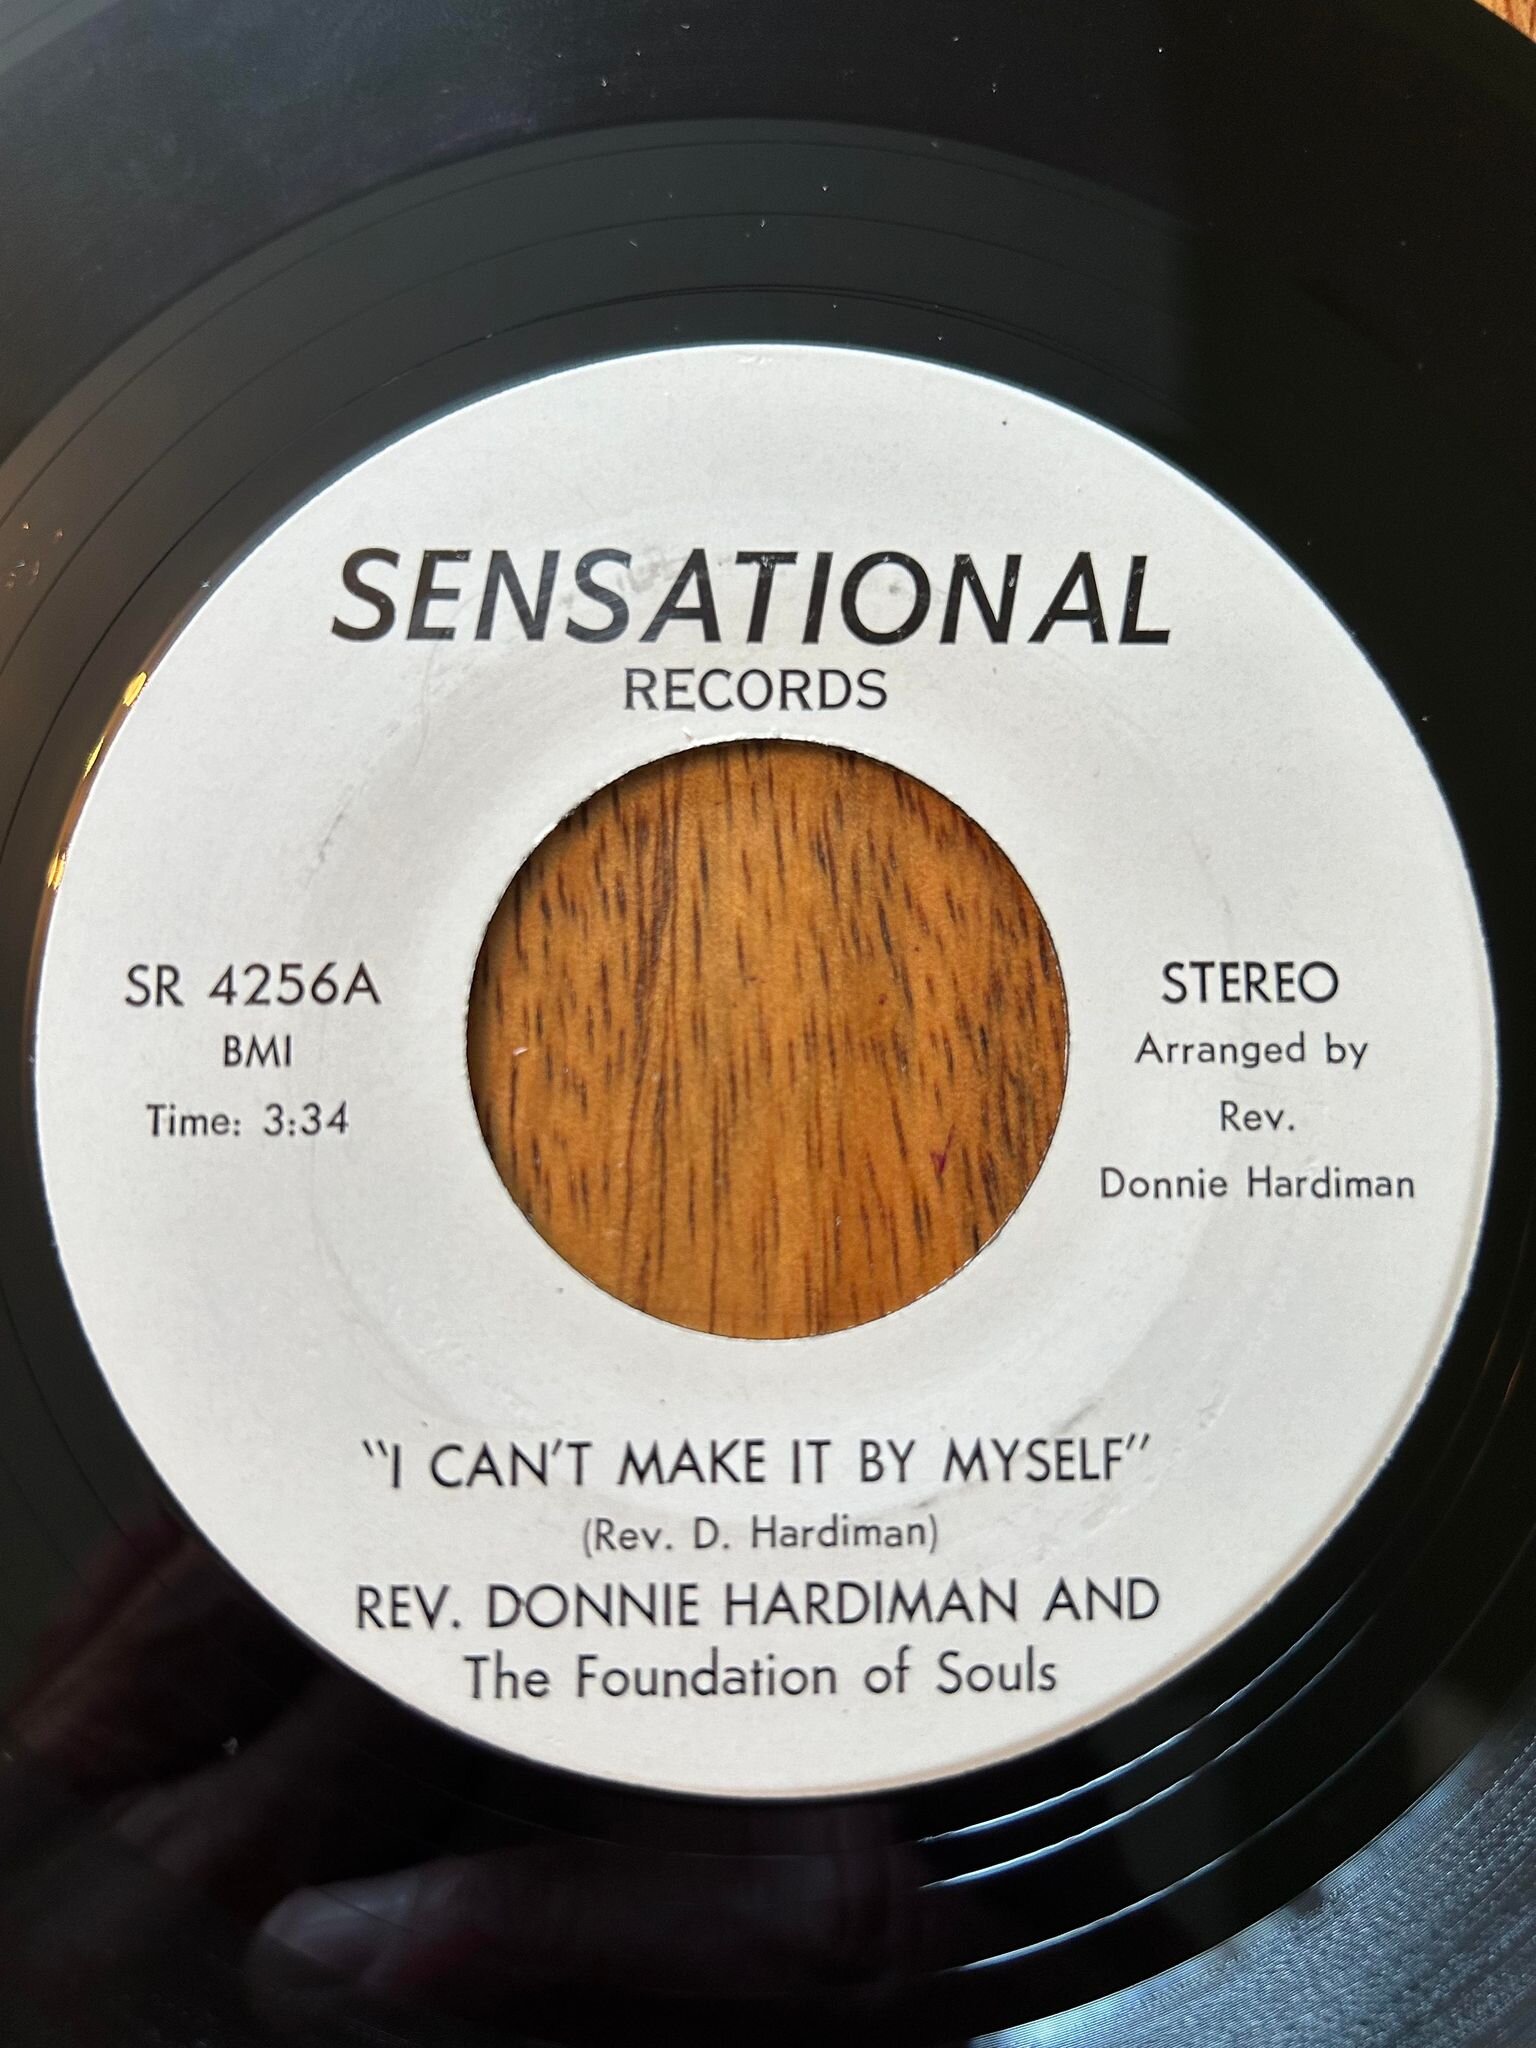 SENSATIONAL
RECORDS
SR 4256A
BMI
Time: 3:34
STEREO
Arranged by
Rev.
Donnie Hardiman
"I CAN'T MAKE IT BY MYSELF"
(Rev. D. Hardiman)
REV. DONNIE HARDIMAN AND
The Foundation of Souls